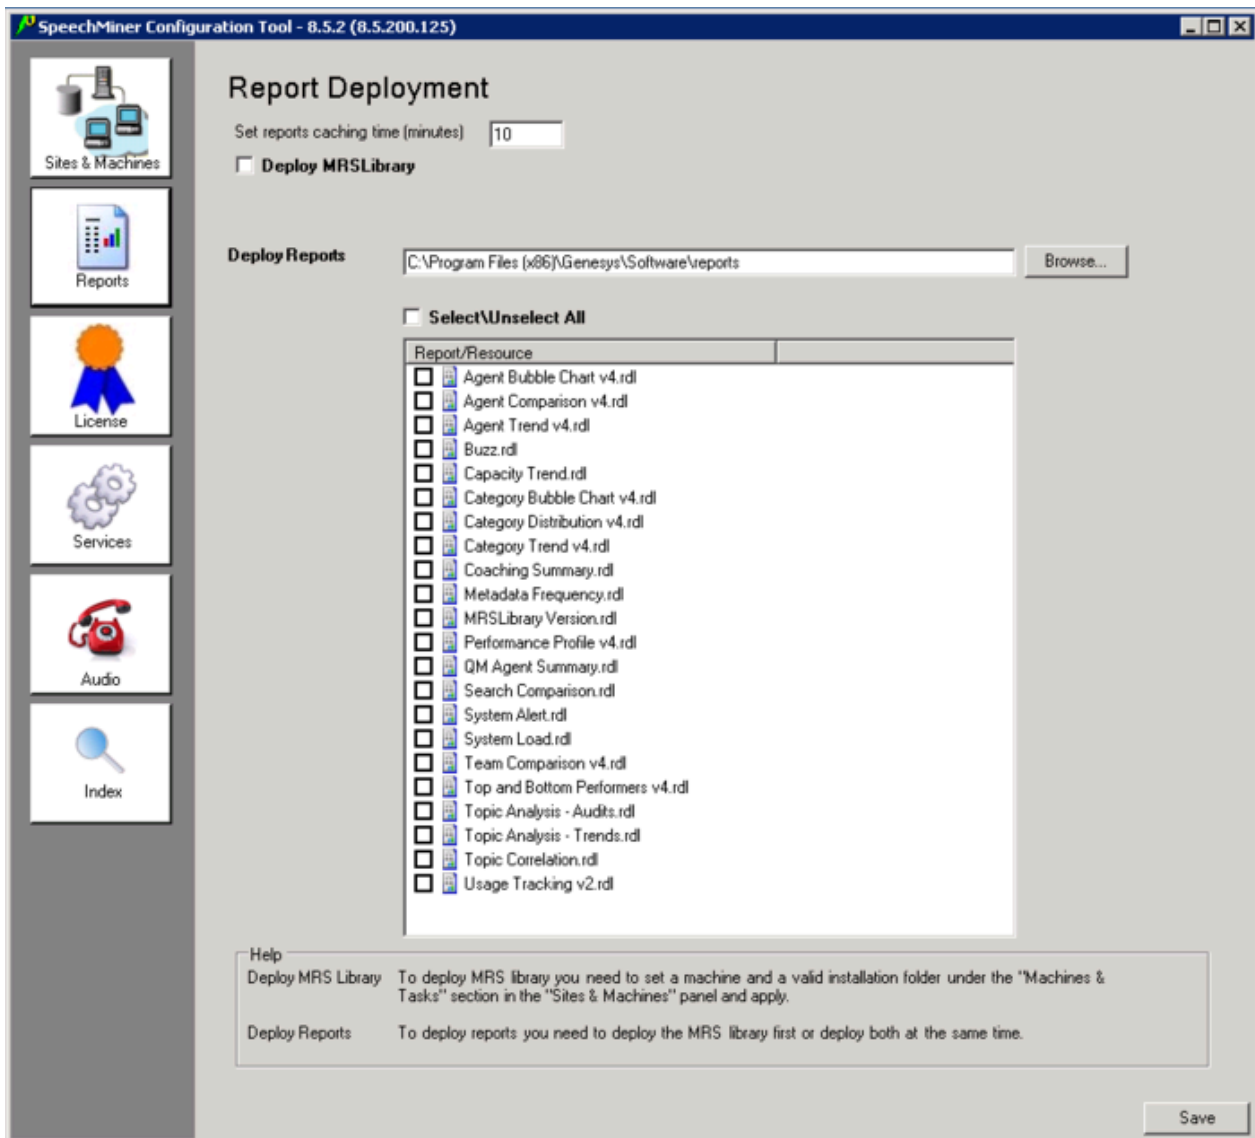 SpeechMiner Configuration Tool - 8.5.2 (8.5.200.125)
Sites & Machines
Reports
License
Services
Audio
Index
Report Deployment
Set reports caching time (minutes) 10
Deploy MRSLibrary
Deploy Reports C:\Program Files (x86)\Genesys\Software\reports Browse...
Select\Unselect All
Report/Resource
Agent Bubble Chart v4.rdl
Agent Comparison v4.rdl
Agent Trend v4.rdl
Buzz.rdl
Capacity Trend.rdl
Category Bubble Chart v4.rdl
Category Distribution v4.rdl
Category Trend v4.rdl
Coaching Summary.rdl
Metadata Frequency.rdl
MRSLibrary Version.rdl
Performance Profile v4.rdl
QM Agent Summary.rdl
Search Comparison.rdl
System Alert.rdl
System Load.rdl
Team Comparison v4.rdl
Top and Bottom Performers v4.rdl
Topic Analysis - Audits.rdl
Topic Analysis - Trends.rdl
Topic Correlation.rdl
Usage Tracking v2.rdl
Help
Deploy MRS Library To deploy MRS library you need to set a machine and a valid installation folder under the "Machines &
Tasks" section in the "Sites & Machines" panel and apply.
Deploy Reports To deploy reports you need to deploy the MRS library first or deploy both at the same time.
Save